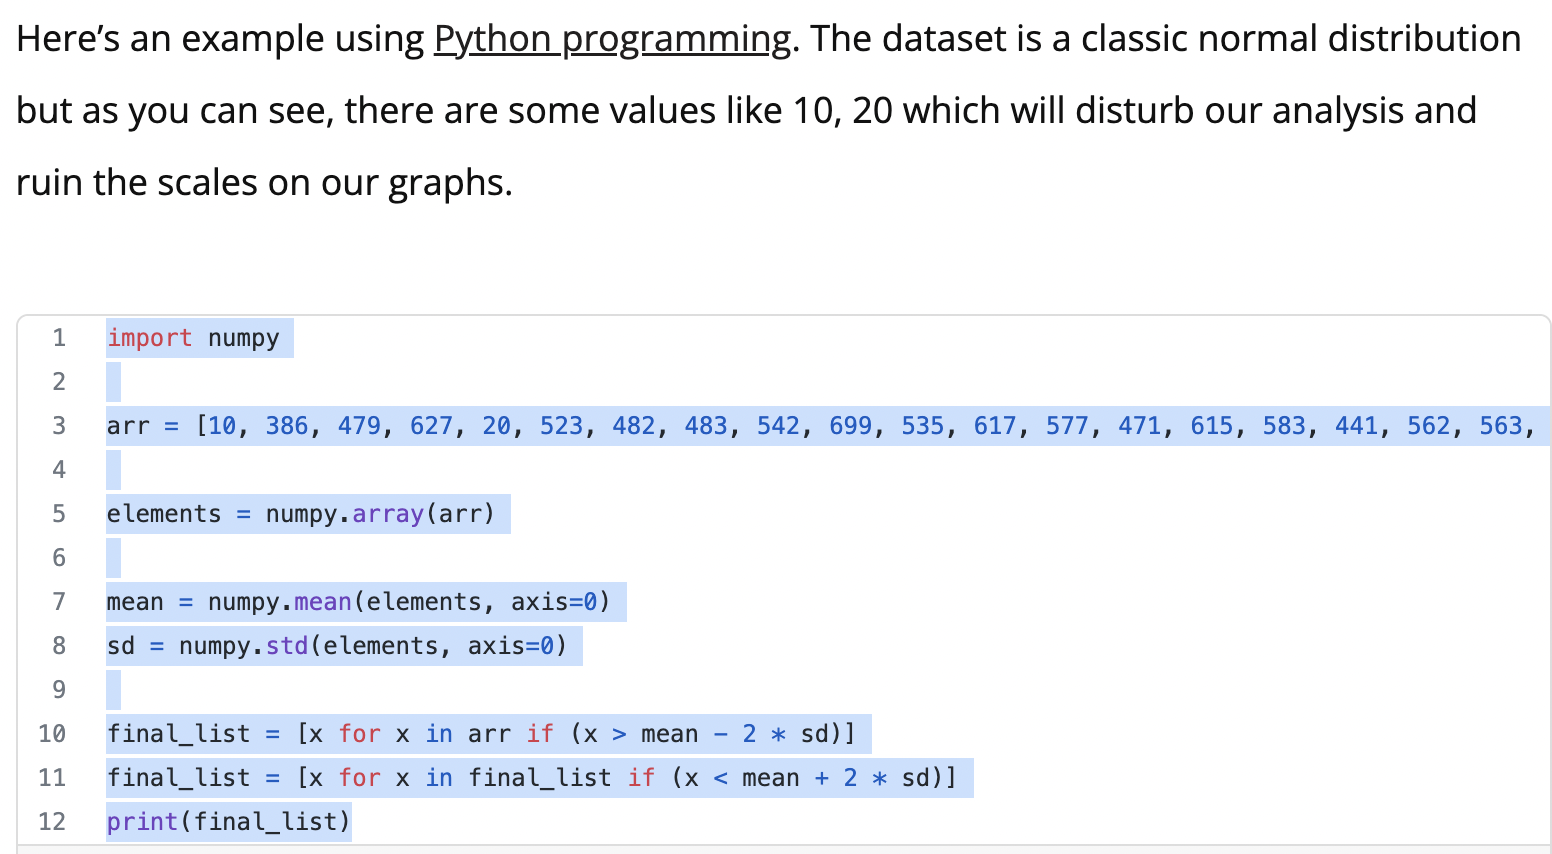 Here’s an example using Python programming. The dataset is a classic normal distribution
but as you can see, there are some values like 10, 20 which will disturb our analysis and
ruin the scales on our graphs.
1 import numpy
2
3 arr = [10, 386, 479, 627, 20, 523, 482, 483, 542, 699, 535, 617, 577, 471, 615, 583, 441, 562, 563,
4
5 elements = numpy.array(arr)
6
7 mean = numpy.mean(elements, axis=0)
8 sd = numpy.std(elements, axis=0)
9
10 final_list = [x for x in arr if (x > mean - 2 * sd)]
11 final_list = [x for x in final_list if (x < mean + 2 * sd)]
12 print(final_list)